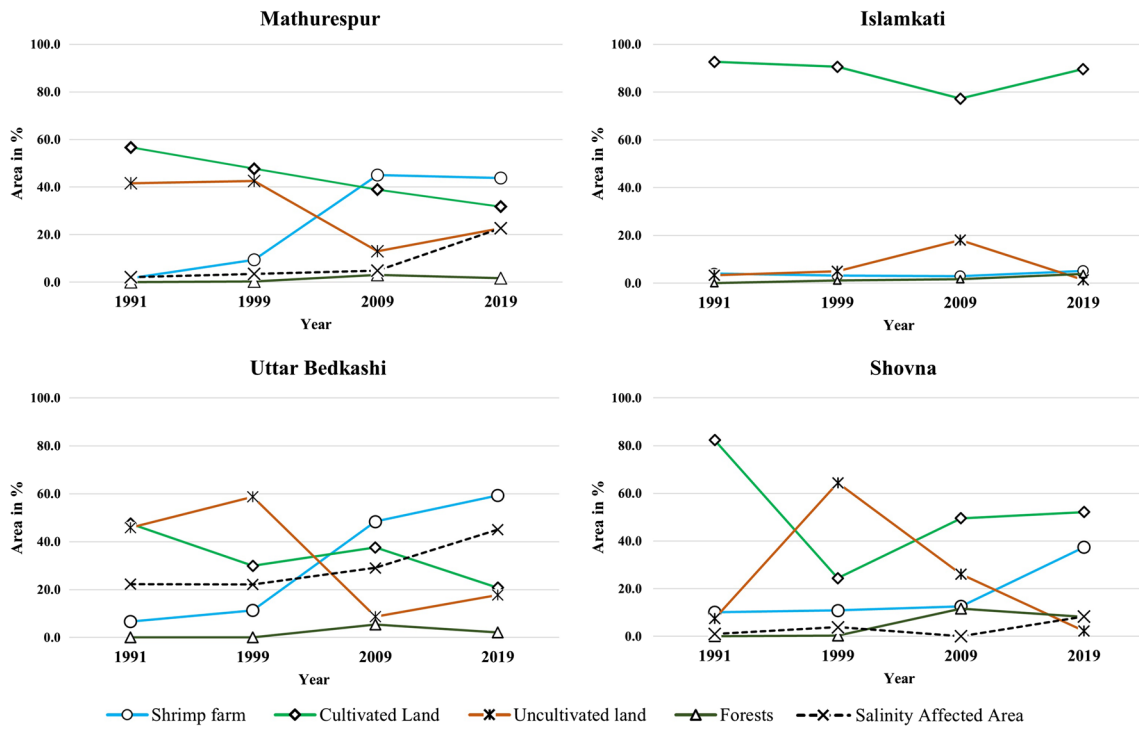 Mathurespur
100.0
80.0
60.0
40.0
20.0
0.0
Area in %
1991 1999 2009 2019
Year
Islamkati
100.0
80.0
60.0
40.0
20.0
0.0
Area in %
1991 1999 2009 2019
Year
Uttar Bedkashi
100.0
80.0
60.0
40.0
20.0
0.0
Area in %
1991 1999 2009 2019
Year
Shovna
100.0
80.0
60.0
40.0
20.0
0.0
Area in %
1991 1999 2009 2019
Year
Shrimp farm Cultivated Land Uncultivated land Forests Salinity Affected Area